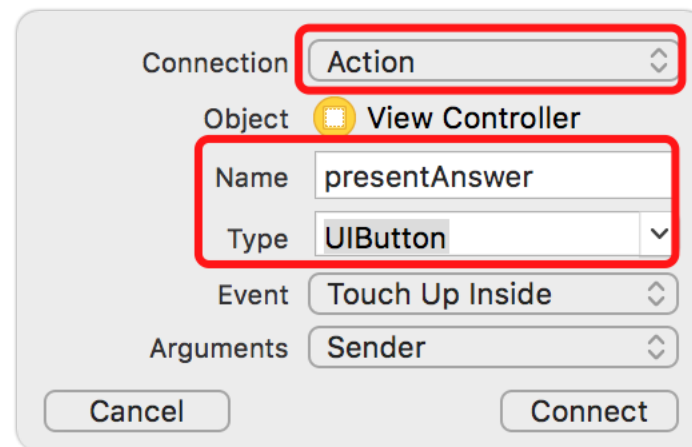 Connection Action
Object View Controller
Name presentAnswer
Type UIButton
Event Touch Up Inside
Arguments Sender
Cancel Connect